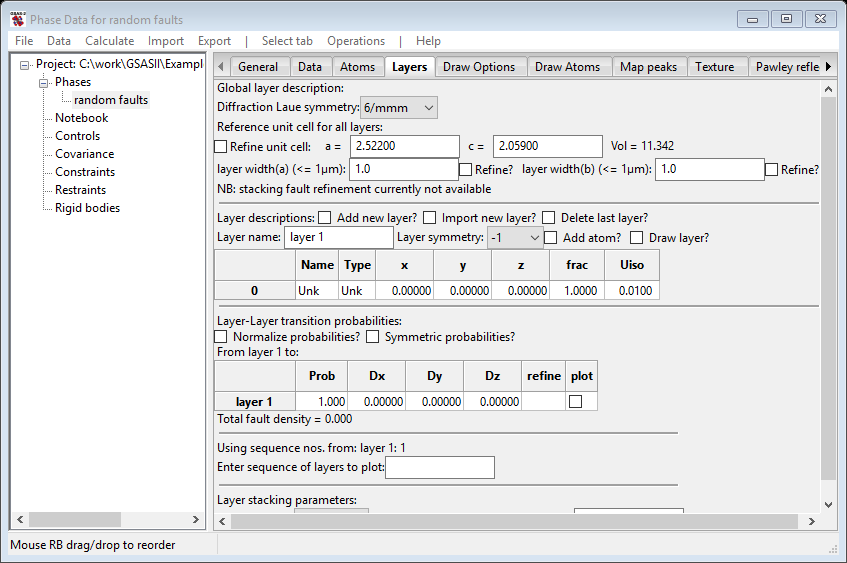 Phase Data for random faults
File Data Calculate Import Export | Select tab Operations | Help
Project: C:\work\GSASII\Exampl
Phases
random faults
Notebook
Controls
Covariance
Constraints
Restraints
Rigid bodies
General Data Atoms Layers Draw Options Draw Atoms Map peaks Texture Pawley refle
Global layer description:
Diffraction Laue symmetry: 6/mmm
Reference unit cell for all layers:
Refine unit cell: a = 2.52200 c = 2.05900 Vol = 11.342
layer width(a) (<= 1μm): 1.0 Refine? layer width(b) (<= 1μm): 1.0 Refine?
NB: stacking fault refinement currently not available
Layer descriptions: Add new layer? Import new layer? Delete last layer?
Layer name: layer 1 Layer symmetry: -1 Add atom? Draw layer?
Name Type x y z frac Uiso
0 Unk Unk 0.00000 0.00000 0.00000 1.0000 0.0100
Layer-Layer transition probabilities:
Normalize probabilities? Symmetric probabilities?
From layer 1 to:
Prob Dx Dy Dz refine plot
layer 1 1.000 0.00000 0.00000 0.00000
Total fault density = 0.000
Using sequence nos. from: layer 1: 1
Enter sequence of layers to plot:
Layer stacking parameters:
Mouse RB drag/drop to reorder